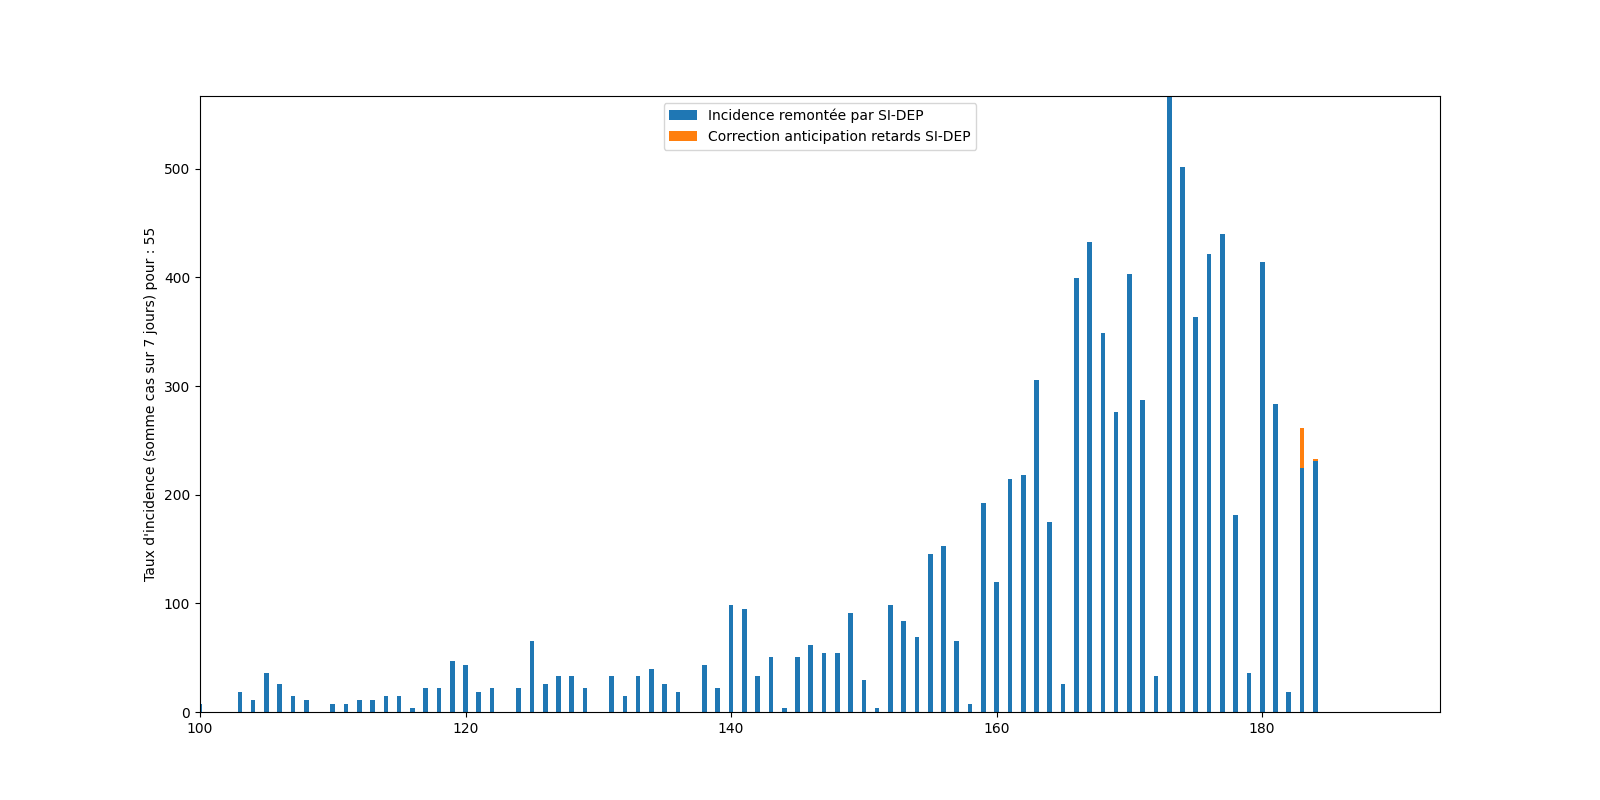 Incidence remontée par SI-DEP
Correction anticipation retards SI-DEP
Taux d'incidence (somme cas sur 7 jours) pour : 55
500
400
300
200
100
0
100 120 140 160 180